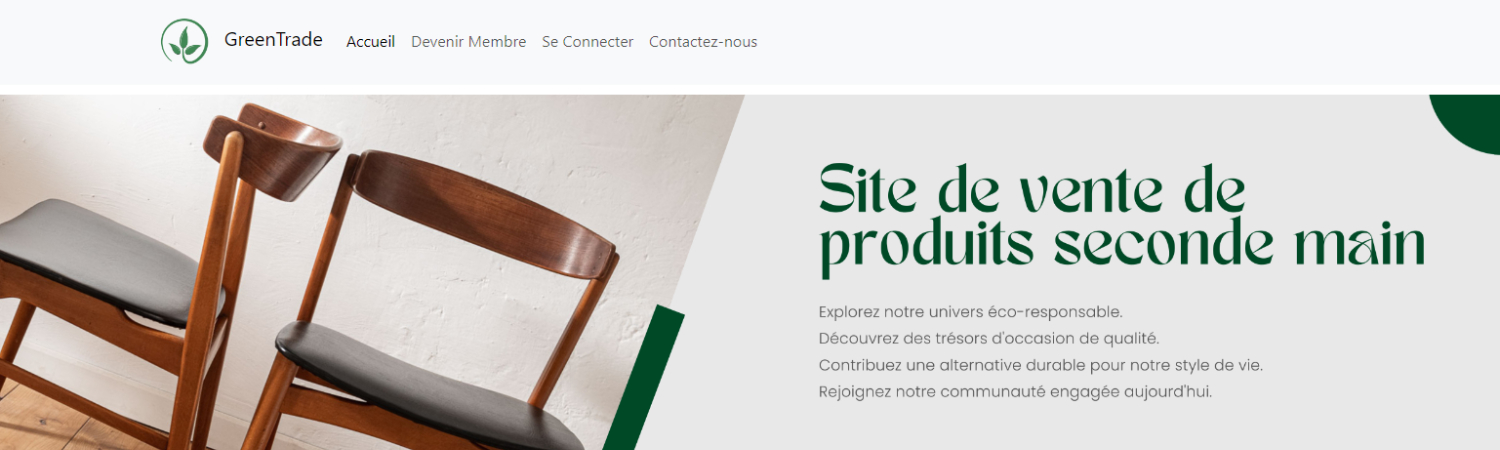 GreenTrade Accueil Devenir Membre Se Connecter Contactez-nous
Site de vente de
produits seconde main
Explorez notre univers éco-responsable.
Découvrez des trésors d'occasion de qualité.
Contribuez une alternative durable pour notre style de vie.
Rejoignez notre communauté engagée aujourd'hui.